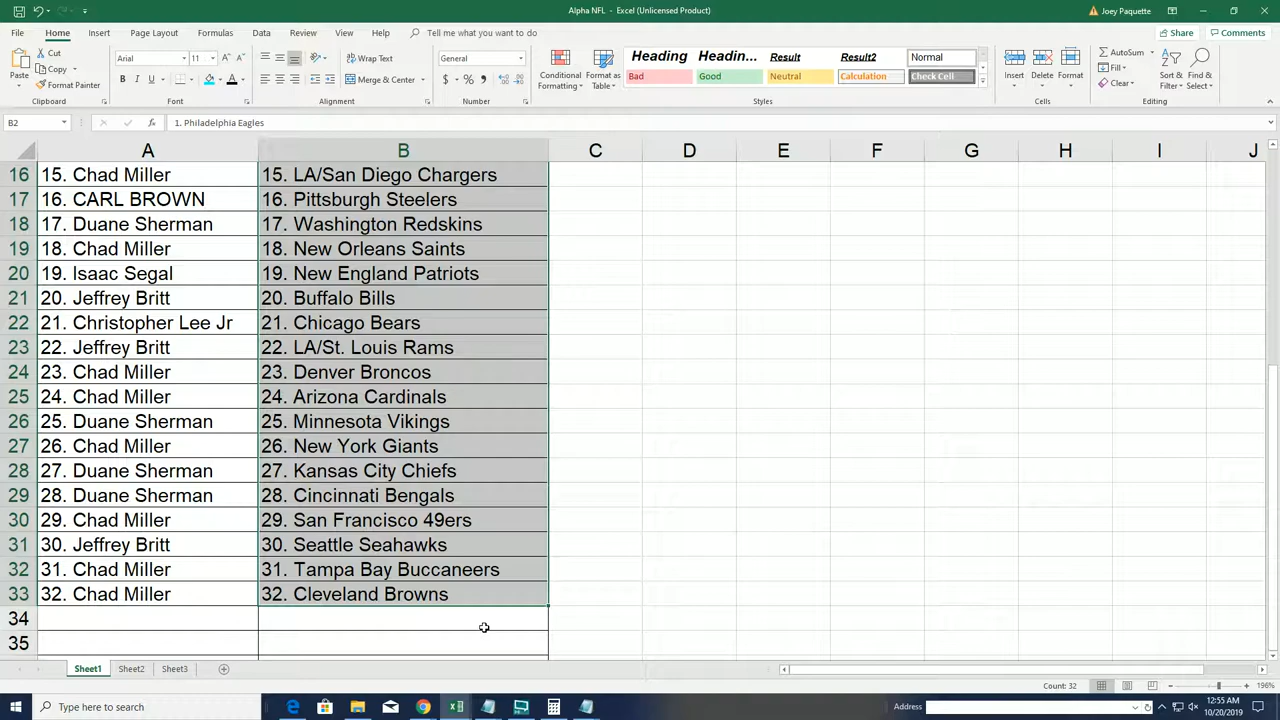 Alpha NFL - Excel (Unlicensed Product)
Joey Paquette
File Home Insert Page Layout Formulas Data Review View Help Tell me what you want to do
Share Comments
Paste
Cut
Copy
Format Painter
Clipboard
Arial 11
B I U
Font
Wrap Text
Merge & Center
Alignment
General
$ % ,
Number
Conditional Formatting
Format as Table
Heading Headin... Result Result2 Normal
Bad Good Neutral Calculation Check Cell
Styles
Insert Delete Format
Cells
AutoSum
Fill
Clear
Sort & Filter
Find & Select
Editing
B2 fx 1. Philadelphia Eagles
A B C D E F G H I J
16 15. Chad Miller 15. LA/San Diego Chargers
17 16. CARL BROWN 16. Pittsburgh Steelers
18 17. Duane Sherman 17. Washington Redskins
19 18. Chad Miller 18. New Orleans Saints
20 19. Isaac Segal 19. New England Patriots
21 20. Jeffrey Britt 20. Buffalo Bills
22 21. Christopher Lee Jr 21. Chicago Bears
23 22. Jeffrey Britt 22. LA/St. Louis Rams
24 23. Chad Miller 23. Denver Broncos
25 24. Chad Miller 24. Arizona Cardinals
26 25. Duane Sherman 25. Minnesota Vikings
27 26. Chad Miller 26. New York Giants
28 27. Duane Sherman 27. Kansas City Chiefs
29 28. Duane Sherman 28. Cincinnati Bengals
30 29. Chad Miller 29. San Francisco 49ers
31 30. Jeffrey Britt 30. Seattle Seahawks
32 31. Chad Miller 31. Tampa Bay Buccaneers
33 32. Chad Miller 32. Cleveland Browns
34
35
Sheet1 Sheet2 Sheet3
Count: 32
196%
Type here to search
Address
12:55 AM
10/20/2019